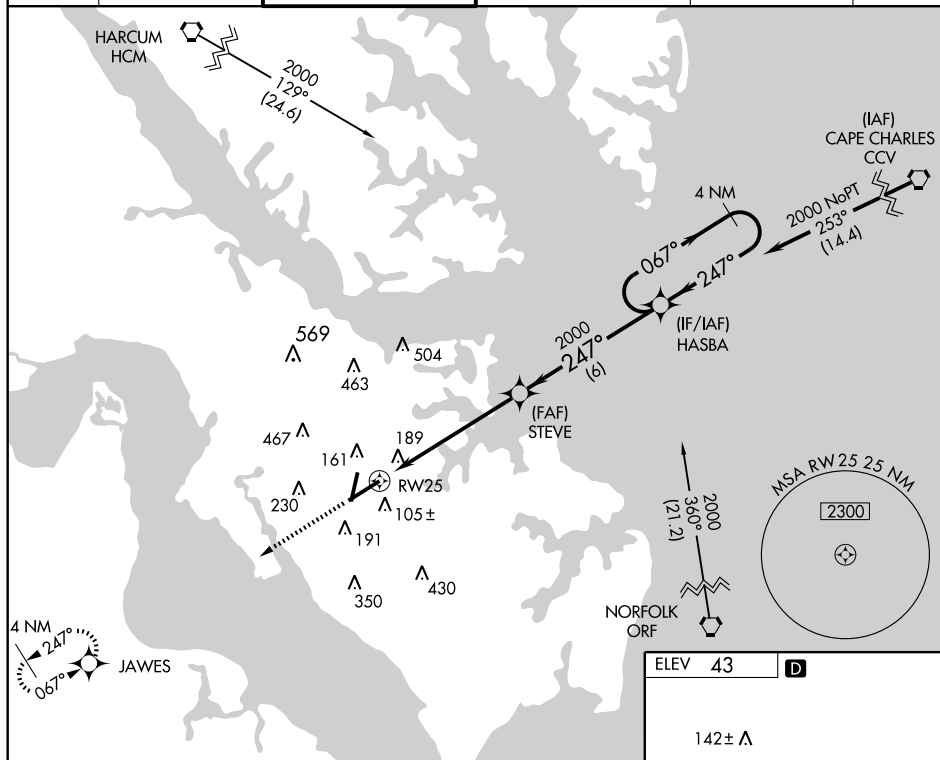 HARCUM
HCM
2000
129°
(24.6)
(IAF)
CAPE CHARLES
CCV
2000 NoPT
253°
(14.4)
4 NM
067°
247°
(IF/IAF)
HASBA
2000
247°
(6)
(FAF)
STEVE
569
504
463
467
189
161
RW25
230
105±
191
350
430
MSA RW25 25 NM
2300
2000
360°
(21.2)
NORFOLK
ORF
4 NM
247°
067°
JAWES
ELEV 43
D
142±